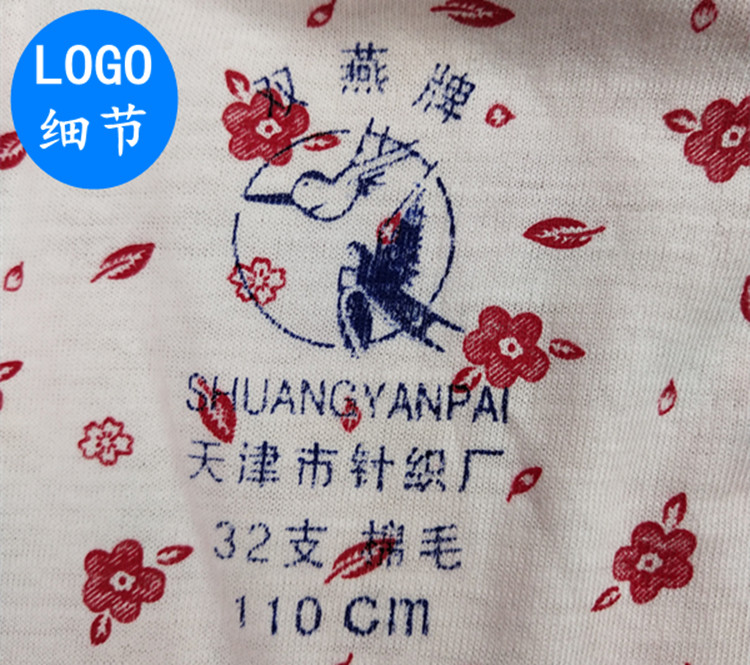 LOGO
细节
双燕牌
SHUANGYANPAI
天津市针织厂
32支 棉毛
110 cm